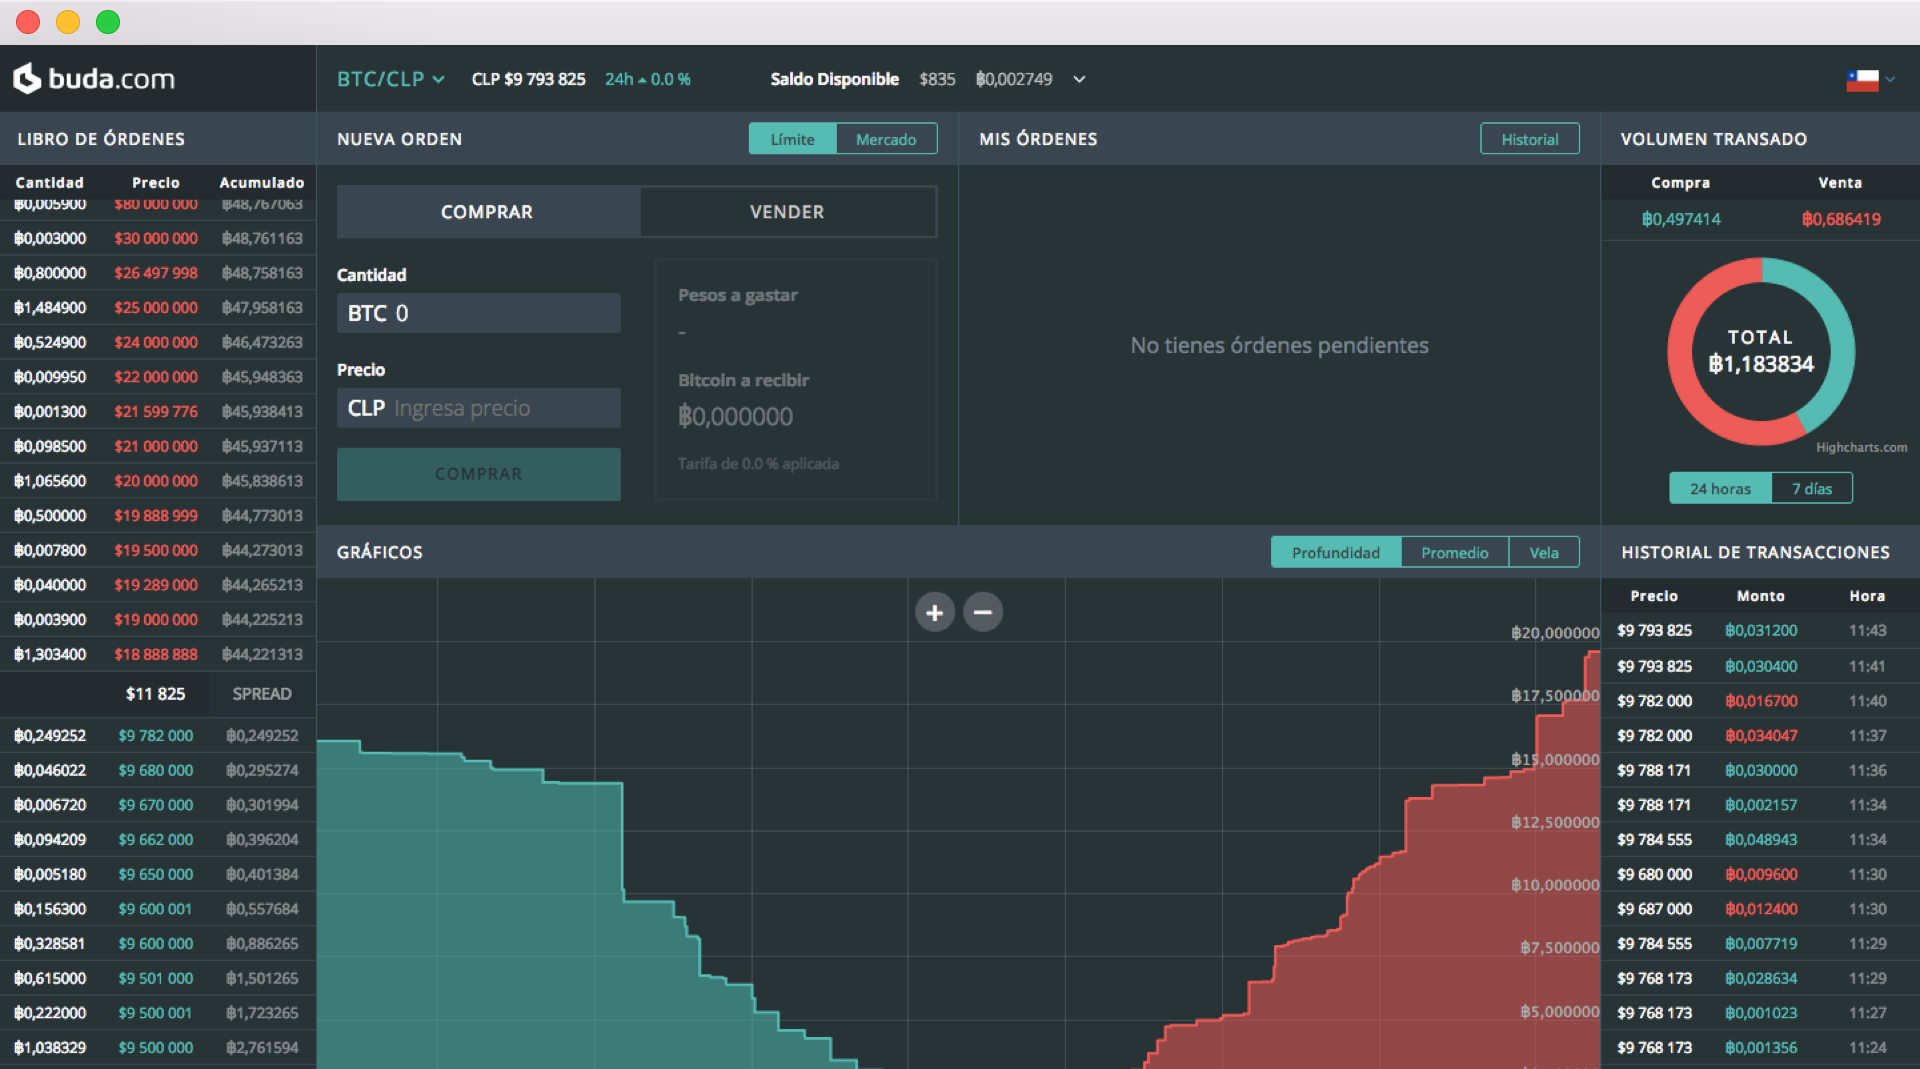 buda.com
BTC/CLP CLP $9 793 825 24h 0.0 % Saldo Disponible $835 ฿0,002749
LIBRO DE ÓRDENES
Cantidad Precio Acumulado
฿0,005900 $80 000 000 ฿48,767063
฿0,003000 $30 000 000 ฿48,761163
฿0,800000 $26 497 998 ฿48,758163
฿1,484900 $25 000 000 ฿47,958163
฿0,524900 $24 000 000 ฿46,473263
฿0,009950 $22 000 000 ฿45,948363
฿0,001300 $21 599 776 ฿45,938413
฿0,098500 $21 000 000 ฿45,937113
฿1,065600 $20 000 000 ฿45,838613
฿0,500000 $19 888 999 ฿44,773013
฿0,007800 $19 500 000 ฿44,273013
฿0,040000 $19 289 000 ฿44,265213
฿0,003900 $19 000 000 ฿44,225213
฿1,303400 $18 888 888 ฿44,221313
$11 825 SPREAD
฿0,249252 $9 782 000 ฿0,249252
฿0,046022 $9 680 000 ฿0,295274
฿0,006720 $9 670 000 ฿0,301994
฿0,094209 $9 662 000 ฿0,396204
฿0,005180 $9 650 000 ฿0,401384
฿0,156300 $9 600 001 ฿0,557684
฿0,328581 $9 600 000 ฿0,886265
฿0,615000 $9 501 000 ฿1,501265
฿0,222000 $9 500 001 ฿1,723265
฿1,038329 $9 500 000 ฿2,761594
NUEVA ORDEN Límite Mercado
COMPRAR VENDER
Cantidad
BTC 0
Precio
CLP Ingresa precio
COMPRAR
Pesos a gastar
-
Bitcoin a recibir
฿0,000000
Tarifa de 0.0 % aplicada
MIS ÓRDENES Historial
No tienes órdenes pendientes
GRÁFICOS Profundidad Promedio Vela
+ −
฿20,000000
฿17,500000
฿15,000000
฿12,500000
฿10,000000
฿7,500000
฿5,000000
VOLUMEN TRANSADO
Compra Venta
฿0,497414 ฿0,686419
TOTAL
฿1,183834
Highcharts.com
24 horas 7 días
HISTORIAL DE TRANSACCIONES
Precio Monto Hora
$9 793 825 ฿0,031200 11:43
$9 793 825 ฿0,030400 11:41
$9 782 000 ฿0,016700 11:40
$9 782 000 ฿0,034047 11:37
$9 788 171 ฿0,030000 11:36
$9 788 171 ฿0,002157 11:34
$9 784 555 ฿0,048943 11:34
$9 680 000 ฿0,009600 11:30
$9 687 000 ฿0,012400 11:30
$9 784 555 ฿0,007719 11:29
$9 768 173 ฿0,028634 11:29
$9 768 173 ฿0,001023 11:27
$9 768 173 ฿0,001356 11:24